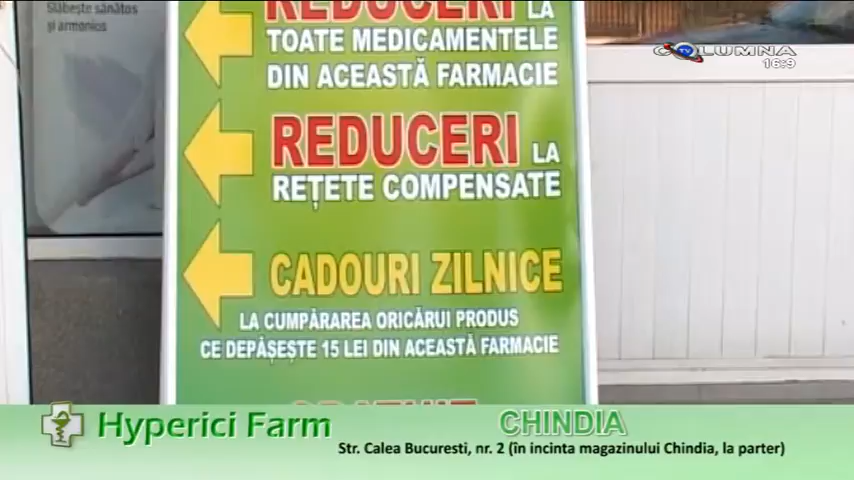 Slăbește sănătos
și armonios
REDUCERI LA
TOATE MEDICAMENTELE
DIN ACEASTĂ FARMACIE
REDUCERI LA
REȚETE COMPENSATE
CADOURI ZILNICE
LA CUMPĂRAREA ORICĂRUI PRODUS
CE DEPĂȘEȘTE 15 LEI DIN ACEASTĂ FARMACIE
TV COLUMNA
16:9
Hyperici Farm
CHINDIA
Str. Calea Bucuresti, nr. 2 (în incinta magazinului Chindia, la parter)